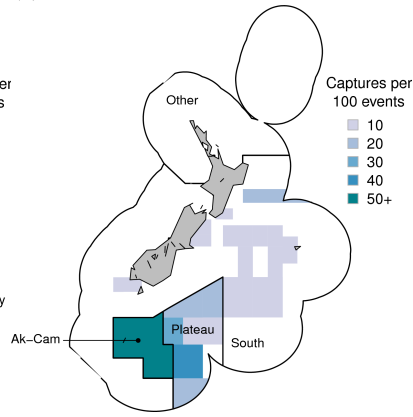 Other
Captures per
100 events
10
20
30
40
50+
Plateau
South
Ak−Cam